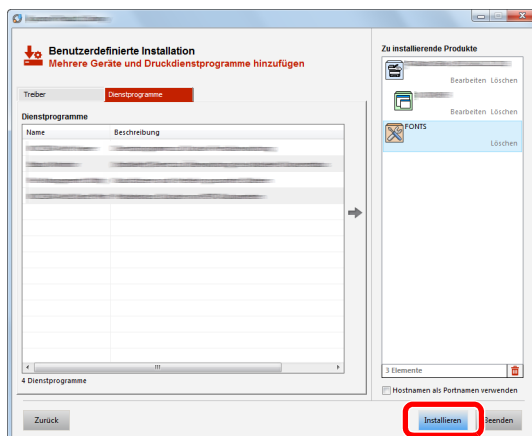 Benutzerdefinierte Installation
Mehrere Geräte und Druckdienstprogramme hinzufügen
Zu installierende Produkte
Bearbeiten Löschen
Bearbeiten Löschen
FONTS
Löschen
Treiber
Dienstprogramme
Dienstprogramme
Name
Beschreibung
4 Dienstprogramme
3 Elemente
Hostnamen als Portnamen verwenden
Zurück
Installieren
Beenden